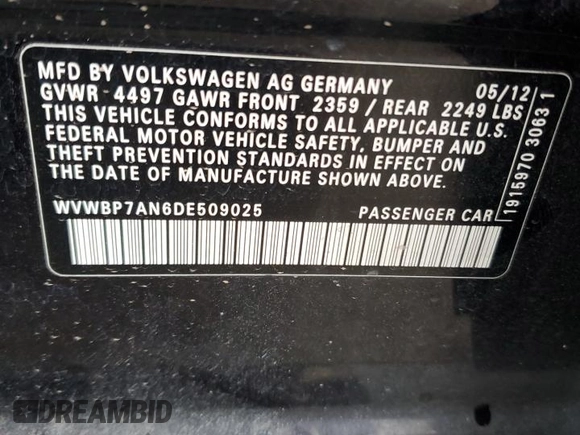 MFD BY VOLKSWAGEN AG GERMANY 05/12
GVWR 4497 GAWR FRONT 2359 / REAR 2249 LBS
THIS VEHICLE CONFORMS TO ALL APPLICABLE U.S.
FEDERAL MOTOR VEHICLE SAFETY, BUMPER AND
THEFT PREVENTION STANDARDS IN EFFECT ON
THE DATE OF MANUFACTURE SHOWN ABOVE.
WVWBP7AN6DE509025 PASSENGER CAR
1915970 3063 1
DREAMBID